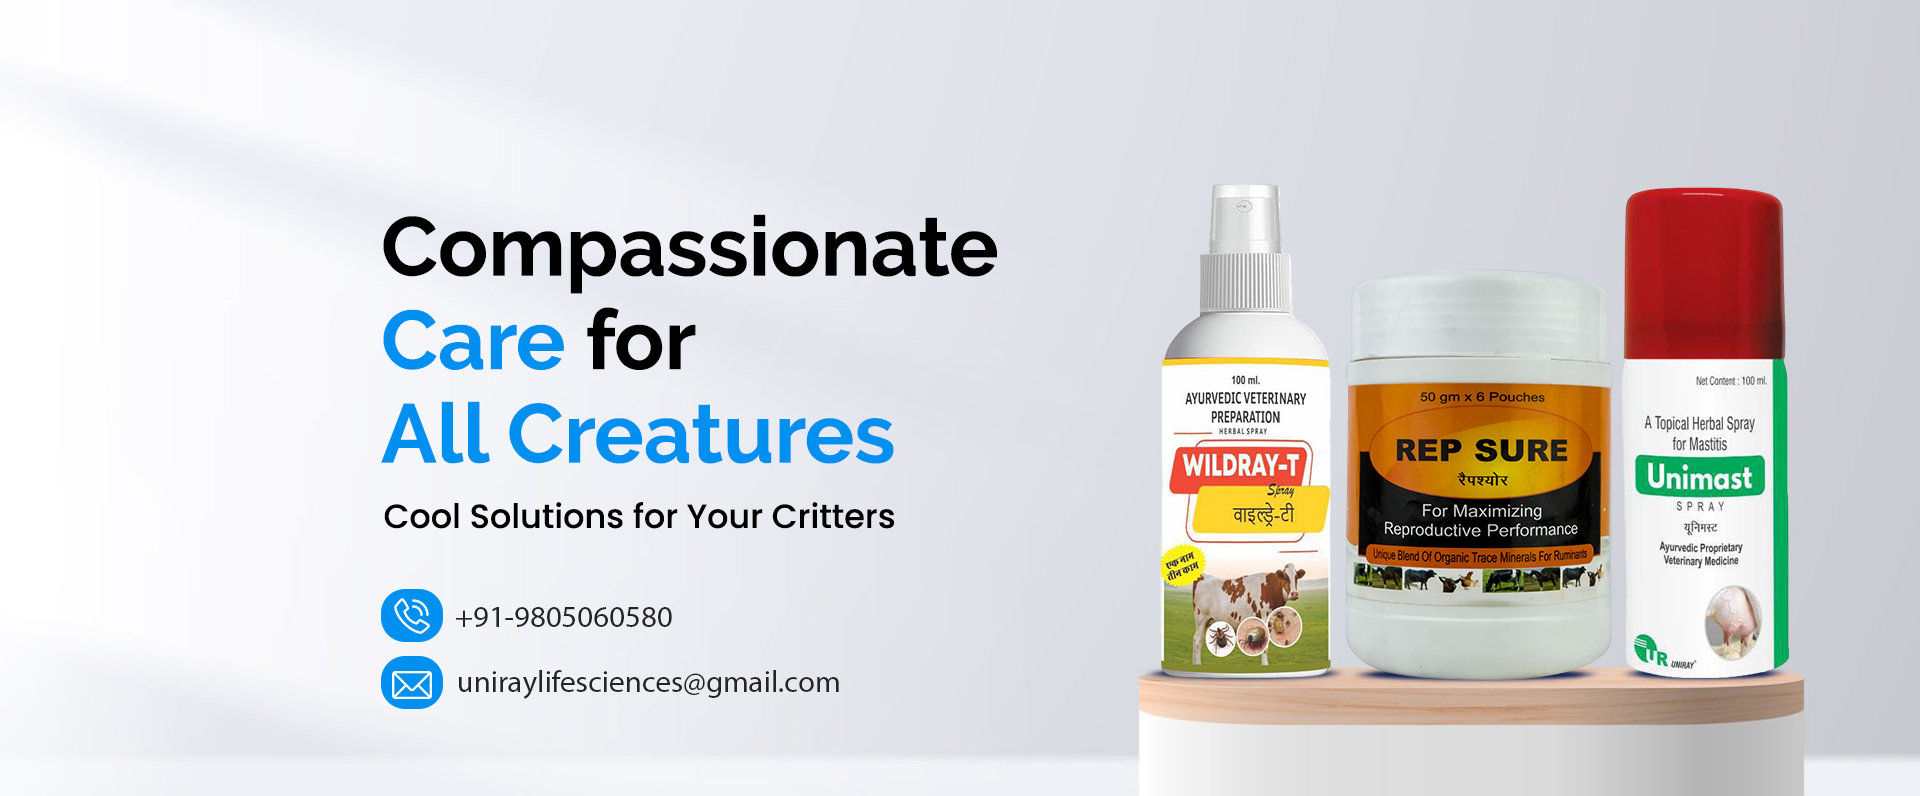 Compassionate
Care for
All Creatures
Cool Solutions for Your Critters
+91-9805060580
uniraylifesciences@gmail.com
100 ml.
AYURVEDIC VETERINARY
PREPARATION
HERBAL SPRAY
WILDRAY-T
Spray
वाइल्ड्रे-टी
एक नाम
तीन काम
50 gm x 6 Pouches
REP SURE
रैपश्योर
For Maximizing
Reproductive Performance
Unique Blend Of Organic Trace Minerals For Ruminants
Net Content : 100 ml.
A Topical Herbal Spray
for Mastitis
Unimast
SPRAY
यूनिमस्ट
Ayurvedic Proprietary
Veterinary Medicine
UR UNIRAY